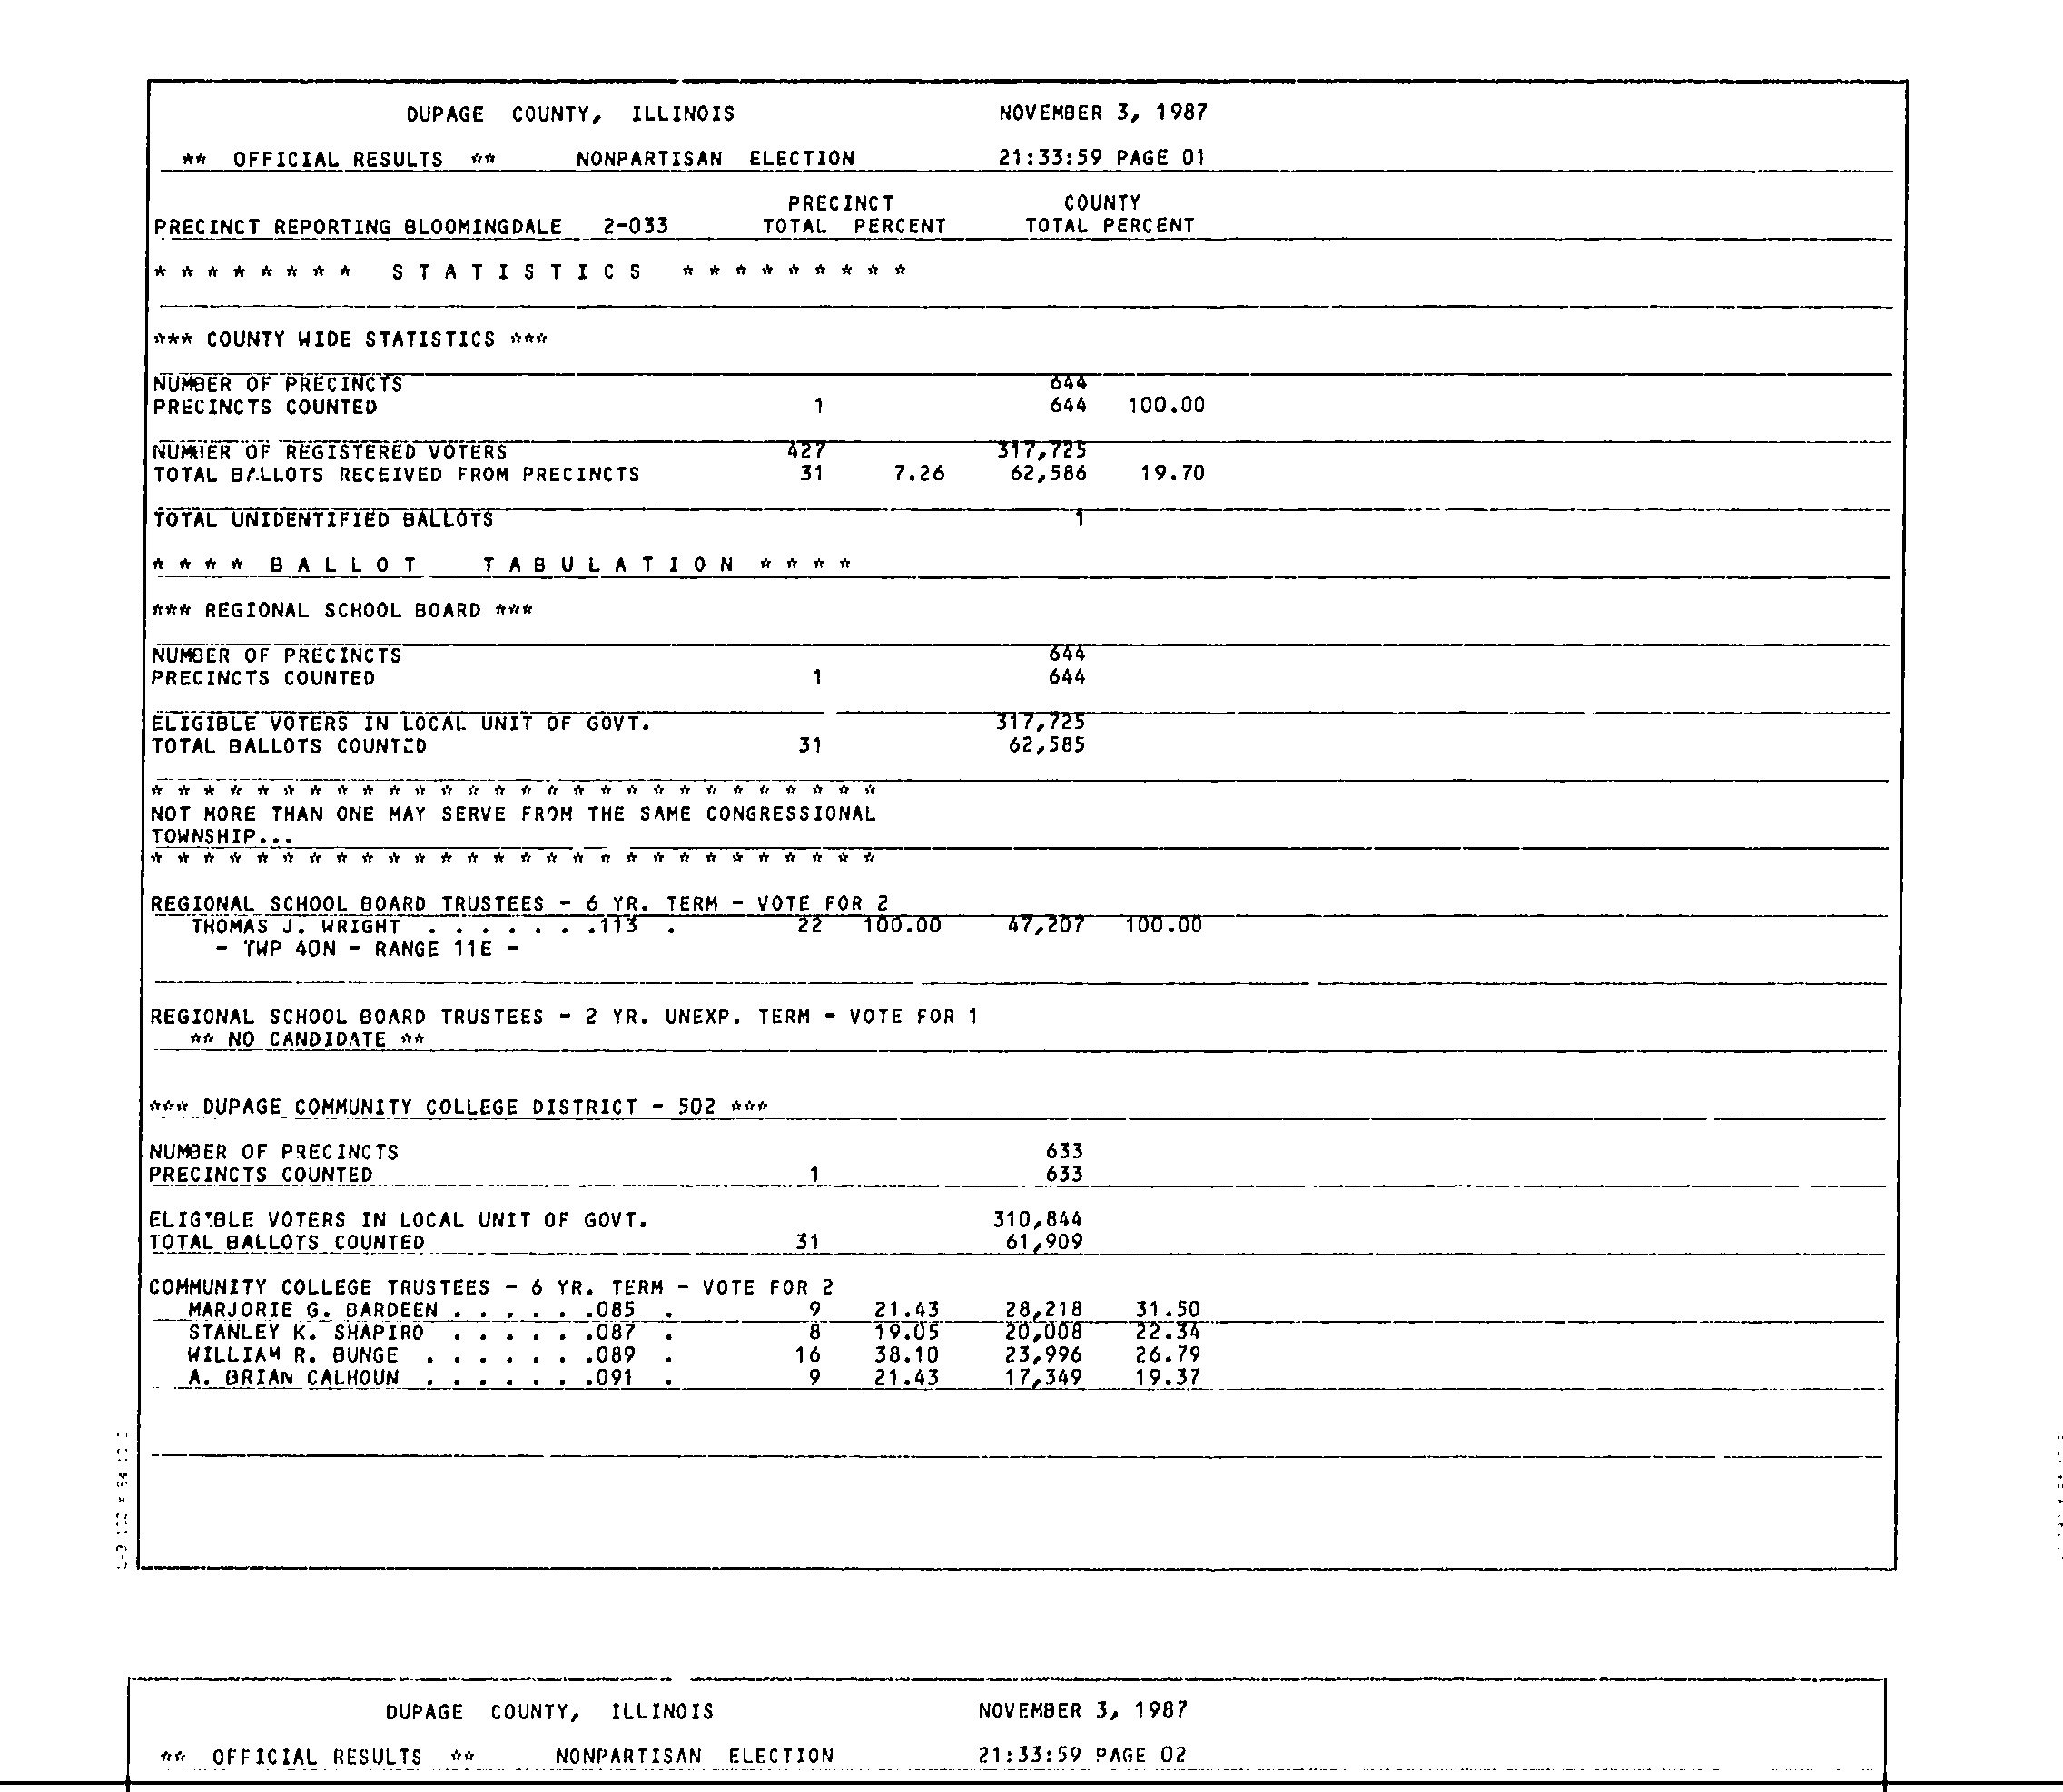 DUPAGE COUNTY, ILLINOIS NOVEMBER 3, 1987
** OFFICIAL RESULTS ** NONPARTISAN ELECTION 21:33:59 PAGE 01
PRECINCT COUNTY
PRECINCT REPORTING BLOOMINGDALE 2-033 TOTAL PERCENT TOTAL PERCENT
* * * * * * * * S T A T I S T I C S * * * * * * * * *
*** COUNTY WIDE STATISTICS ***
NUMBER OF PRECINCTS 644
PRECINCTS COUNTED 1 644 100.00
NUMBER OF REGISTERED VOTERS 427 317,725
TOTAL BALLOTS RECEIVED FROM PRECINCTS 31 7.26 62,586 19.70
TOTAL UNIDENTIFIED BALLOTS 1
* * * * B A L L O T T A B U L A T I O N * * * *
*** REGIONAL SCHOOL BOARD ***
NUMBER OF PRECINCTS 644
PRECINCTS COUNTED 1 644
ELIGIBLE VOTERS IN LOCAL UNIT OF GOVT. 317,725
TOTAL BALLOTS COUNTED 31 62,585
* * * * * * * * * * * * * * * * * * * * * * * * * * * *
NOT MORE THAN ONE MAY SERVE FROM THE SAME CONGRESSIONAL
TOWNSHIP...
* * * * * * * * * * * * * * * * * * * * * * * * * * * *
REGIONAL SCHOOL BOARD TRUSTEES - 6 YR. TERM - VOTE FOR 2
THOMAS J. WRIGHT . . . . . . .113 . 22 100.00 47,207 100.00
- TWP 40N - RANGE 11E -
REGIONAL SCHOOL BOARD TRUSTEES - 2 YR. UNEXP. TERM - VOTE FOR 1
** NO CANDIDATE **
*** DUPAGE COMMUNITY COLLEGE DISTRICT - 502 ***
NUMBER OF PRECINCTS 633
PRECINCTS COUNTED 1 633
ELIGIBLE VOTERS IN LOCAL UNIT OF GOVT. 310,844
TOTAL BALLOTS COUNTED 31 61,909
COMMUNITY COLLEGE TRUSTEES - 6 YR. TERM - VOTE FOR 2
MARJORIE G. BARDEEN . . . . . .085 . 9 21.43 28,218 31.50
STANLEY K. SHAPIRO . . . . . .087 . 8 19.05 20,008 22.34
WILLIAM R. BUNGE . . . . . . .089 . 16 38.10 23,996 26.79
A. BRIAN CALHOUN . . . . . . .091 . 9 21.43 17,349 19.37
DUPAGE COUNTY, ILLINOIS NOVEMBER 3, 1987
** OFFICIAL RESULTS ** NONPARTISAN ELECTION 21:33:59 PAGE 02